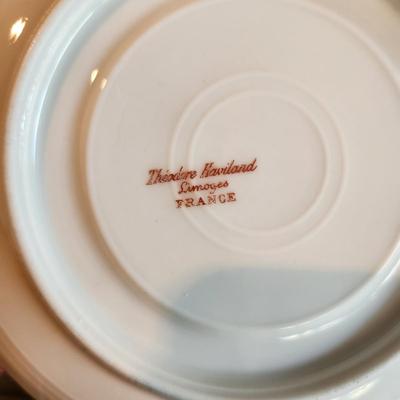 Théodore Haviland
Limoges
FRANCE